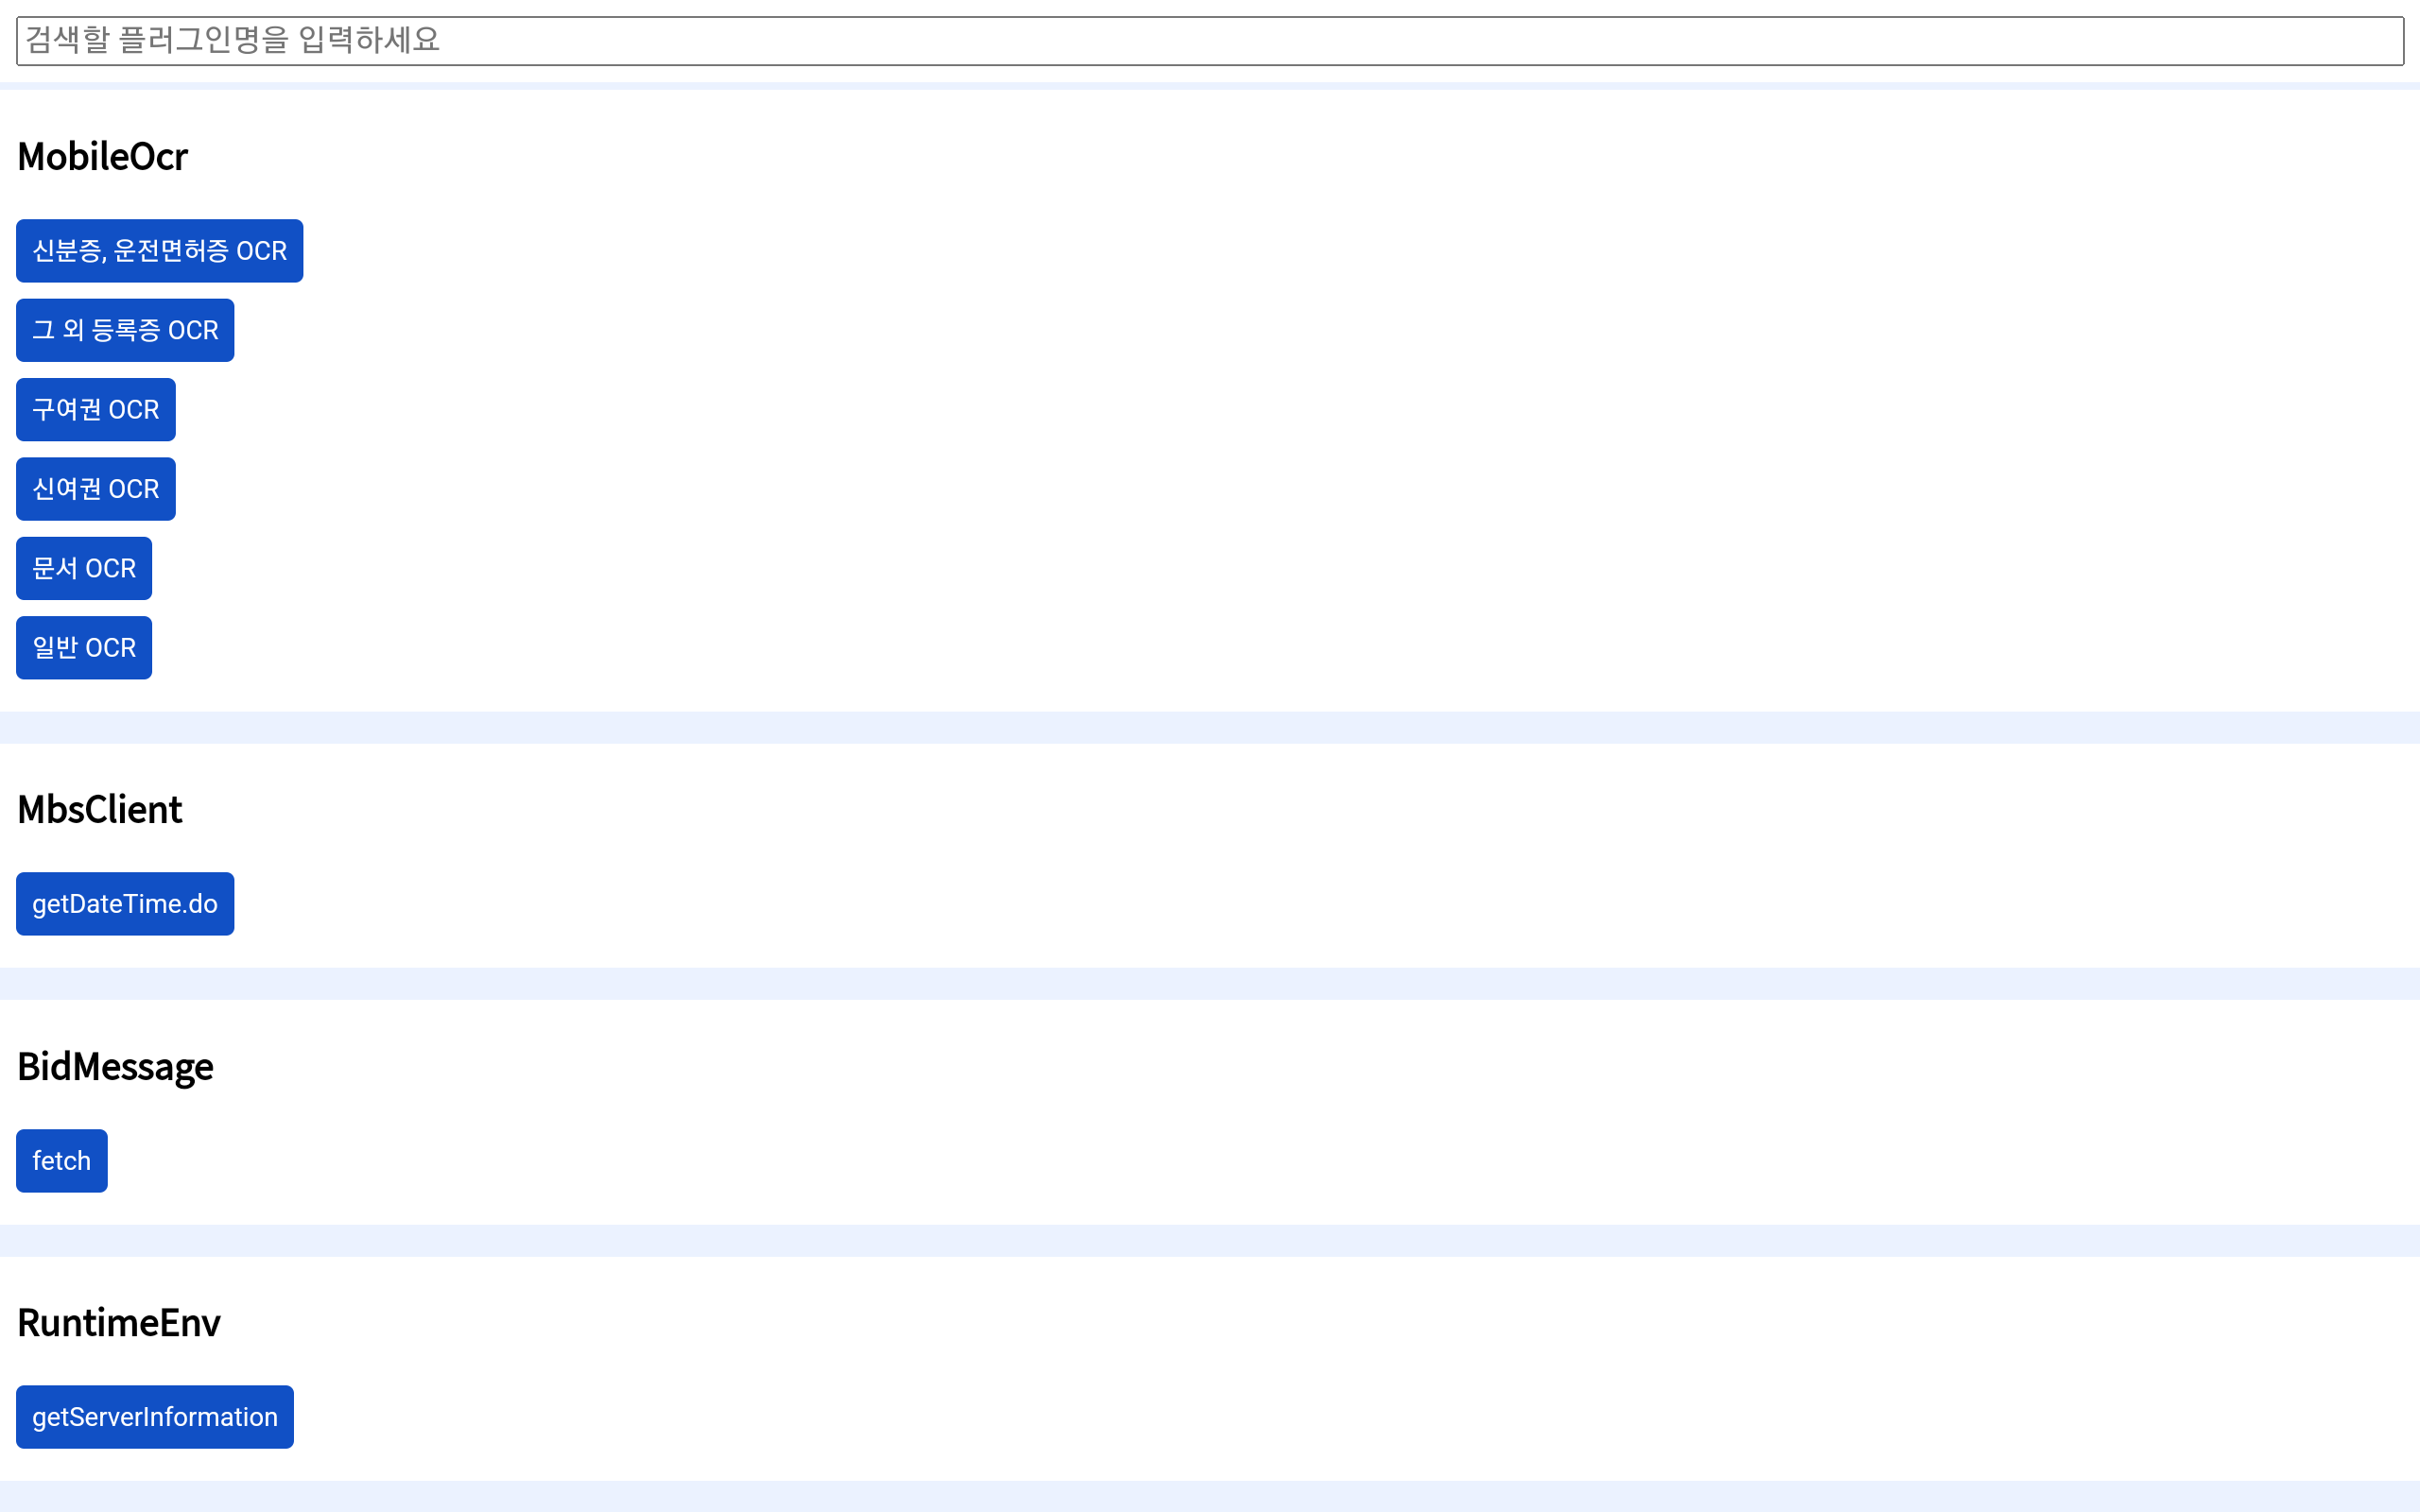 검색할 플러그인명을 입력하세요
MobileOcr
신분증, 운전면허증 OCR
그 외 등록증 OCR
구여권 OCR
신여권 OCR
문서 OCR
일반 OCR
MbsClient
getDateTime.do
BidMessage
fetch
RuntimeEnv
getServerInformation